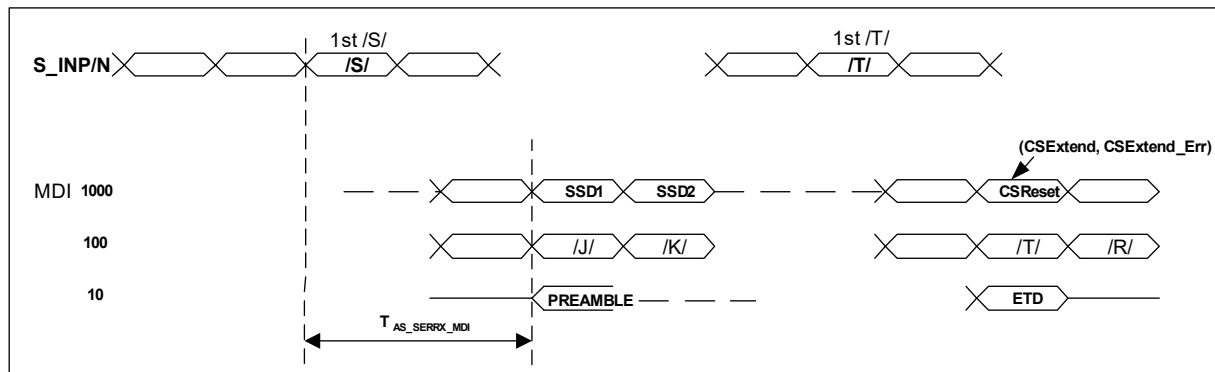 1st /S/
1st /T/
S_INP/N
/S/
/T/
(CSExtend, CSExtend_Err)
MDI 1000
SSD1
SSD2
CSReset
100
/J/
/K/
/T/
/R/
10
PREAMBLE
ETD
T AS_SERRX_MDI